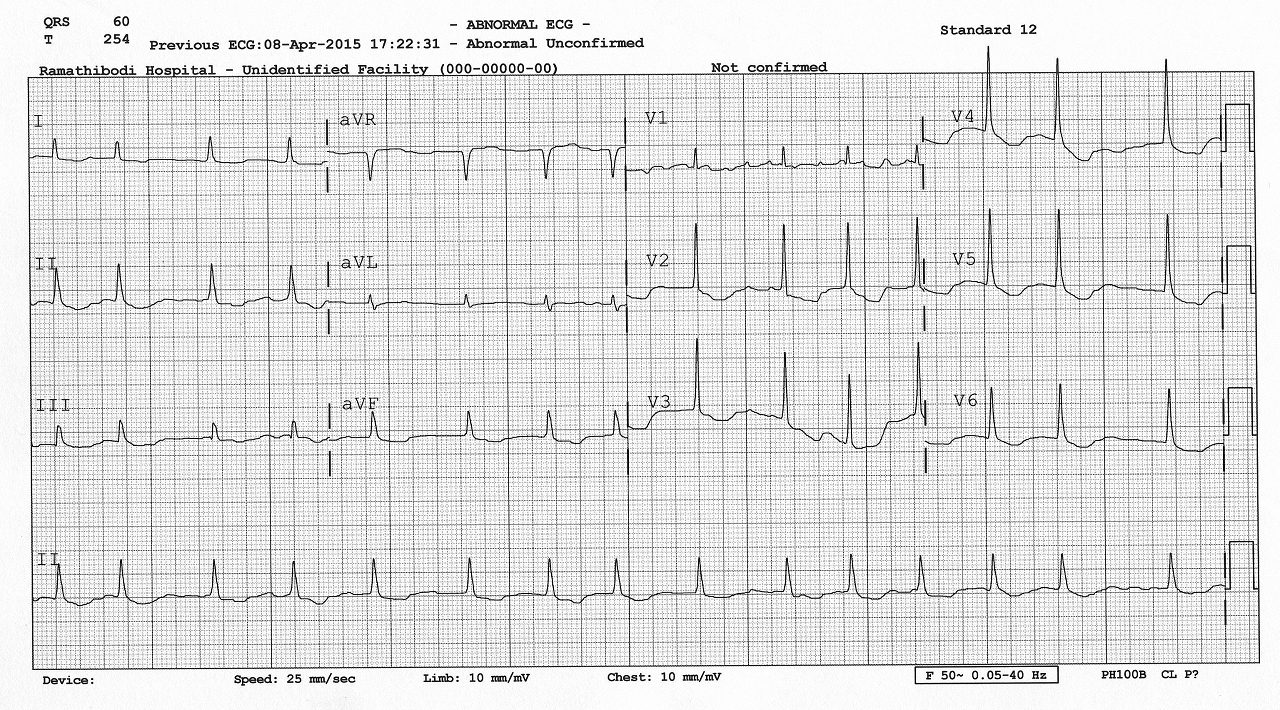 QRS 60
T 254
- ABNORMAL ECG -
Previous ECG:08-Apr-2015 17:22:31 - Abnormal Unconfirmed
Standard 12
Ramathibodi Hospital - Unidentified Facility (000-00000-00)
Not confirmed
I aVR V1 V4
II aVL V2 V5
III aVF V3 V6
II
Device: Speed: 25 mm/sec Limb: 10 mm/mV Chest: 10 mm/mV F 50~ 0.05-40 Hz PH100B CL P?